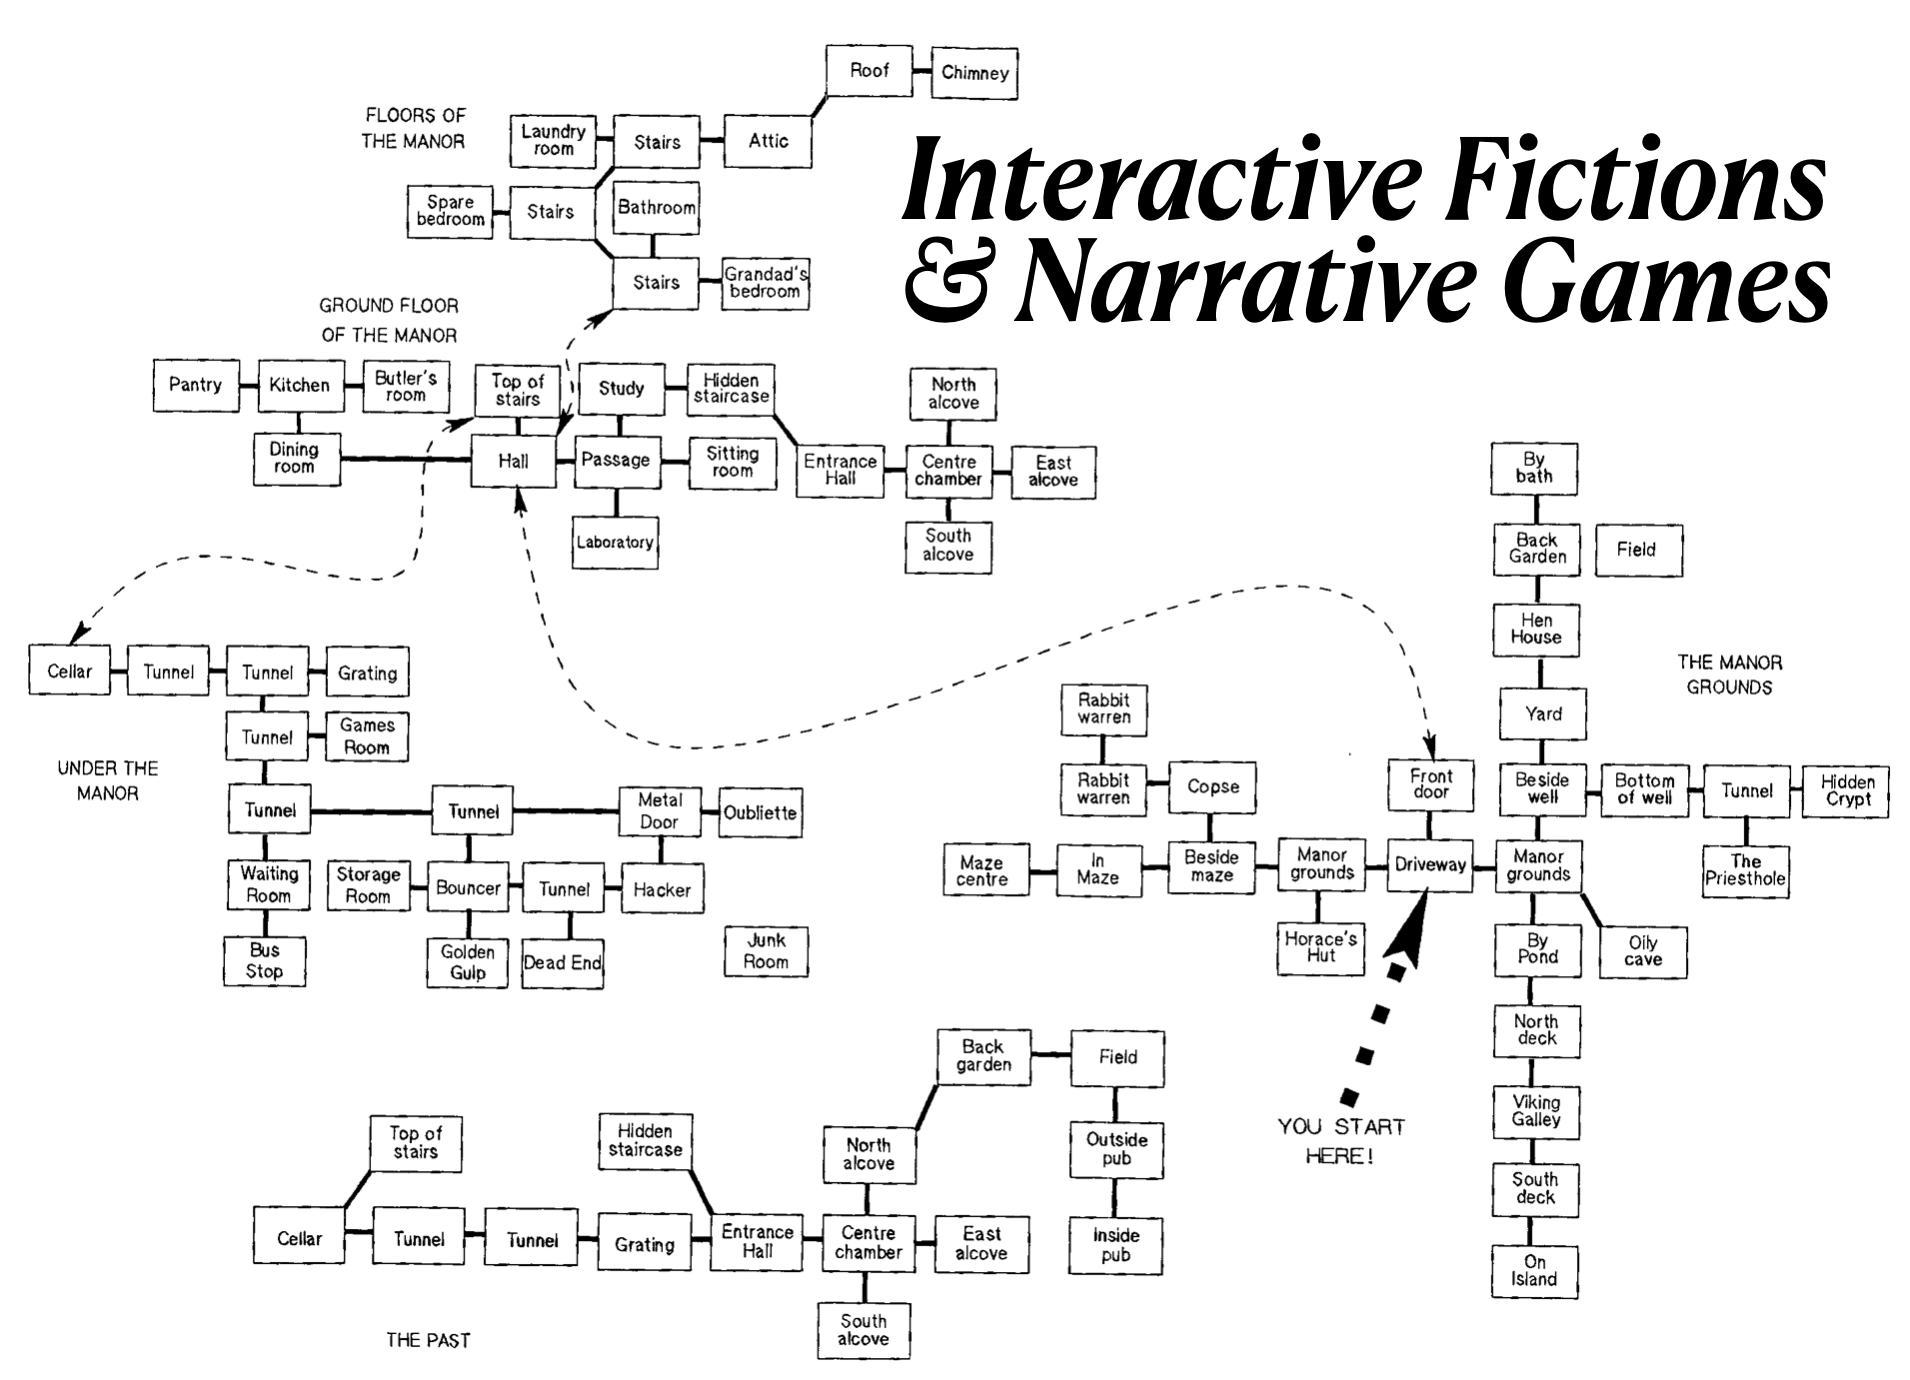 Interactive Fictions
& Narrative Games
FLOORS OF
THE MANOR
Roof
Chimney
Laundry
room
Stairs
Attic
Spare
bedroom
Stairs
Bathroom
Stairs
Grandad's
bedroom
GROUND FLOOR
OF THE MANOR
Pantry
Kitchen
Butler's
room
Top of
stairs
Study
Hidden
staircase
North
alcove
Dining
room
Hall
Passage
Sitting
room
Entrance
Hall
Centre
chamber
East
alcove
Laboratory
South
alcove
Cellar
Tunnel
Tunnel
Grating
Tunnel
Games
Room
UNDER THE
MANOR
Tunnel
Tunnel
Metal
Door
Oubliette
Waiting
Room
Storage
Room
Bouncer
Tunnel
Hacker
Bus
Stop
Golden
Gulp
Dead End
Junk
Room
By
bath
Back
Garden
Field
Hen
House
THE MANOR
GROUNDS
Yard
Rabbit
warren
Rabbit
warren
Copse
Front
door
Beside
well
Bottom
of well
Tunnel
Hidden
Crypt
Maze
centre
In
Maze
Beside
maze
Manor
grounds
Driveway
Manor
grounds
The
Priesthole
Horace's
Hut
By
Pond
Oily
cave
North
deck
Viking
Galley
South
deck
On
Island
YOU START
HERE!
Back
garden
Field
Top of
stairs
Hidden
staircase
North
alcove
Outside
pub
Cellar
Tunnel
Tunnel
Grating
Entrance
Hall
Centre
chamber
East
alcove
Inside
pub
South
alcove
THE PAST